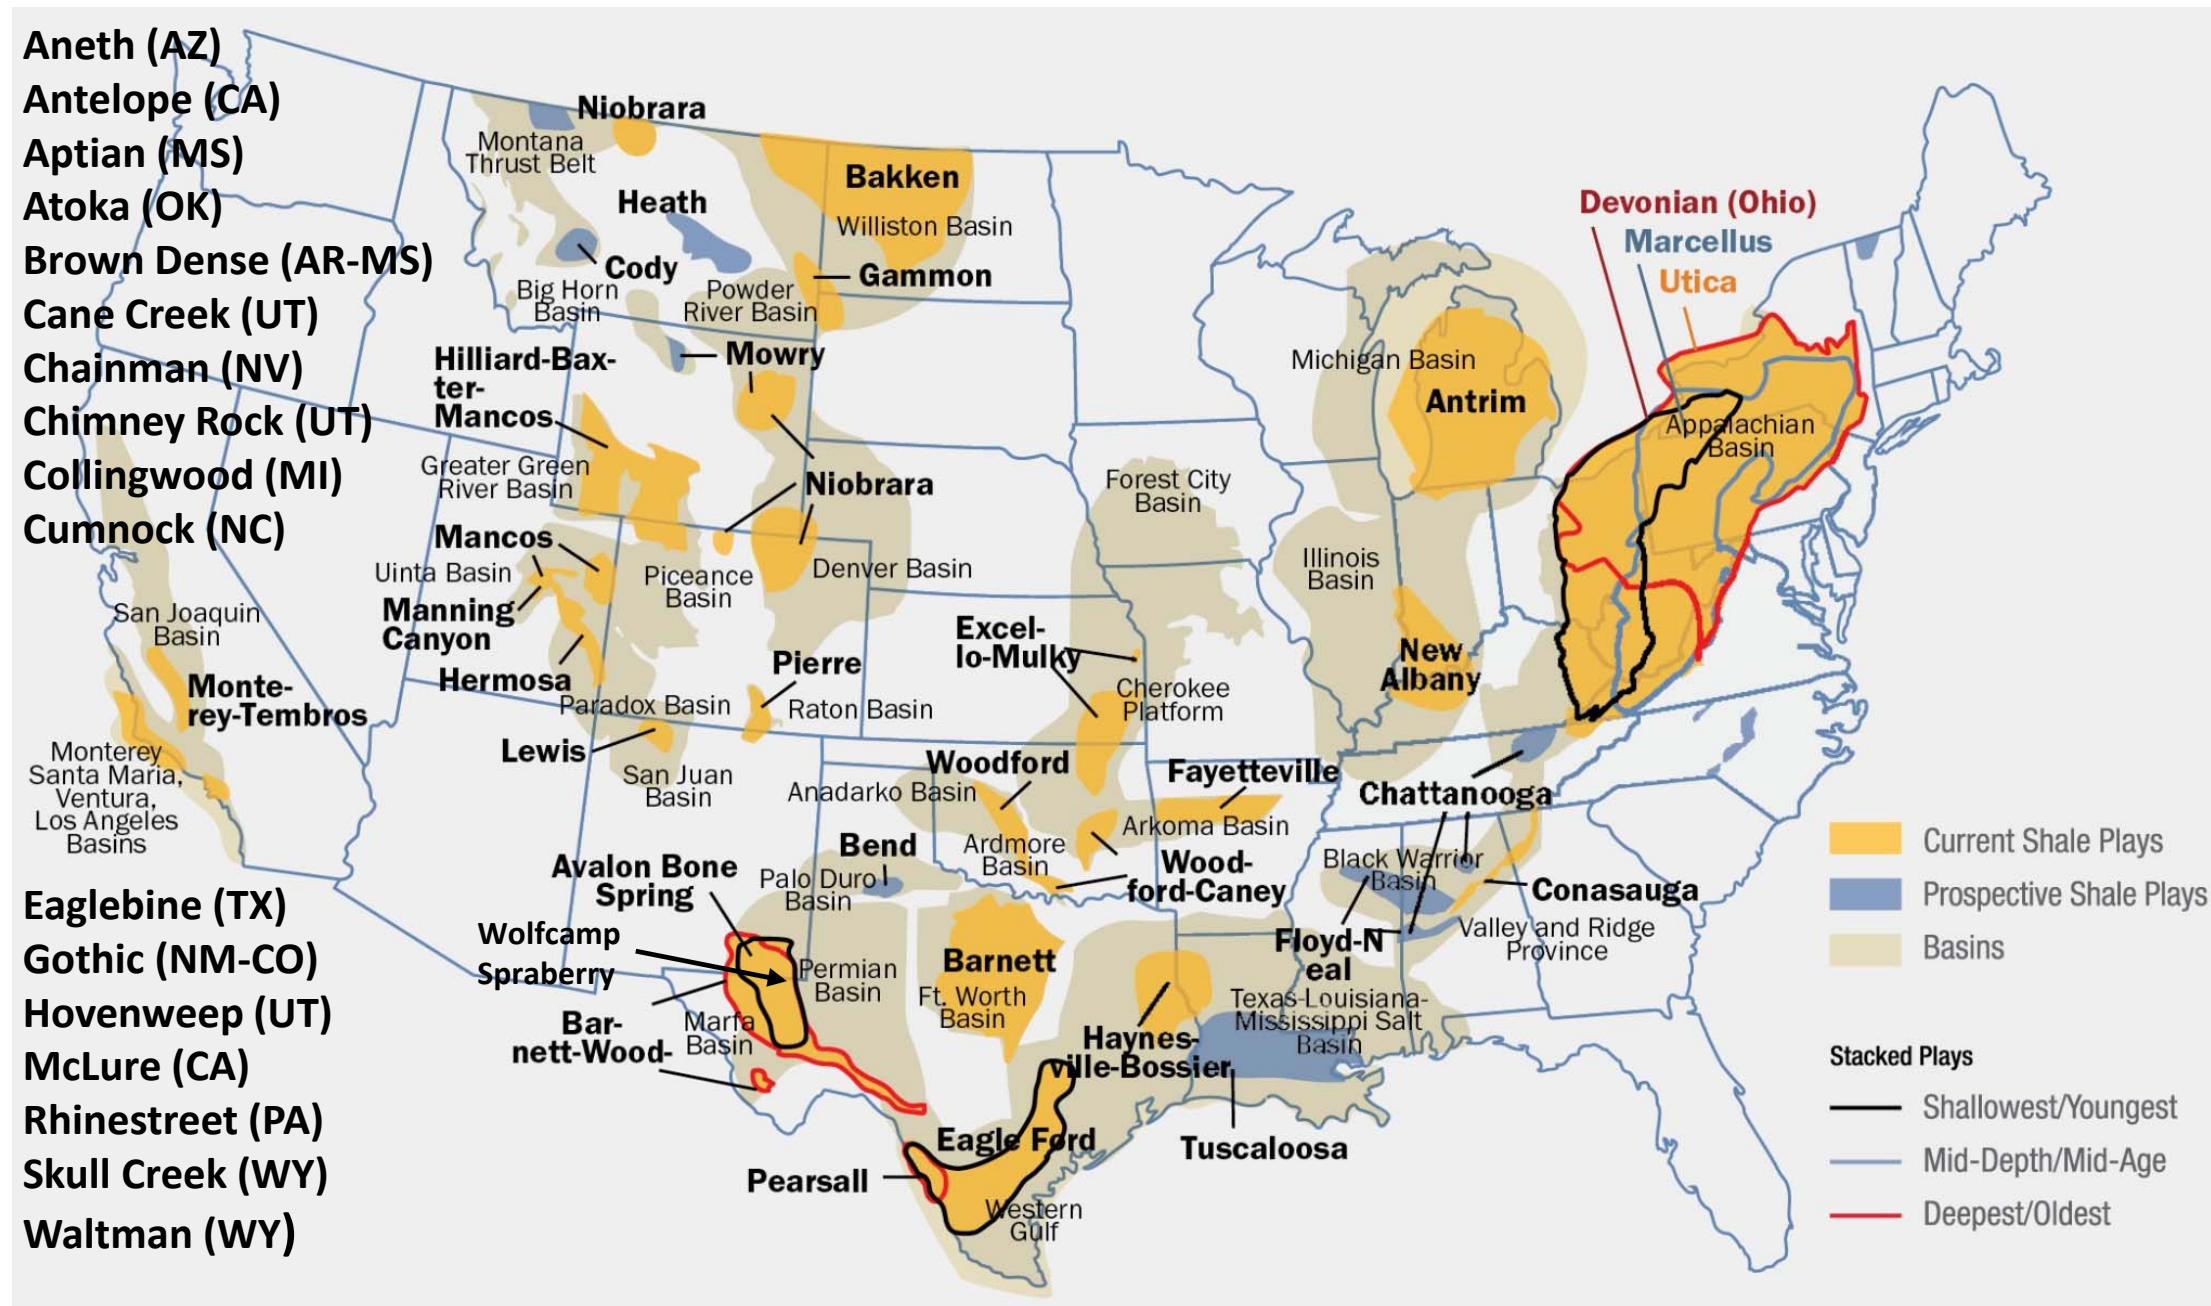 Aneth (AZ)
Antelope (CA)
Aptian (MS)
Atoka (OK)
Brown Dense (AR-MS)
Cane Creek (UT)
Chainman (NV)
Chimney Rock (UT)
Collingwood (MI)
Cumnock (NC)
Eaglebine (TX)
Gothic (NM-CO)
Hovenweep (UT)
McLure (CA)
Rhinestreet (PA)
Skull Creek (WY)
Waltman (WY)
Niobrara
Montana
Thrust Belt
Heath
Bakken
Williston Basin
Cody
Gammon
Big Horn
Basin
Powder
River Basin
Hilliard-Bax-
ter-
Mancos
Mowry
Greater Green
River Basin
Niobrara
Mancos
Uinta Basin
Piceance
Basin
Denver Basin
Manning
Canyon
Hermosa
Paradox Basin
Pierre
Raton Basin
Lewis
San Juan
Basin
San Joaquin
Basin
Monte-
rey-Tembros
Monterey
Santa Maria,
Ventura,
Los Angeles
Basins
Forest City
Basin
Excel-
lo-Mulky
Cherokee
Platform
Michigan Basin
Antrim
Illinois
Basin
New
Albany
Devonian (Ohio)
Marcellus
Utica
Appalachian
Basin
Woodford
Anadarko Basin
Fayetteville
Arkoma Basin
Ardmore
Basin
Wood-
ford-Caney
Bend
Palo Duro
Basin
Avalon Bone
Spring
Wolfcamp
Spraberry
Permian
Basin
Bar-
nett-Wood-
Marfa
Basin
Barnett
Ft. Worth
Basin
Haynes-
ville-Bossier
Texas-Louisiana-
Mississippi Salt
Basin
Tuscaloosa
Eagle Ford
Pearsall
Western
Gulf
Chattanooga
Black Warrior
Basin
Floyd-N
eal
Conasauga
Valley and Ridge
Province
Current Shale Plays
Prospective Shale Plays
Basins
Stacked Plays
Shallowest/Youngest
Mid-Depth/Mid-Age
Deepest/Oldest